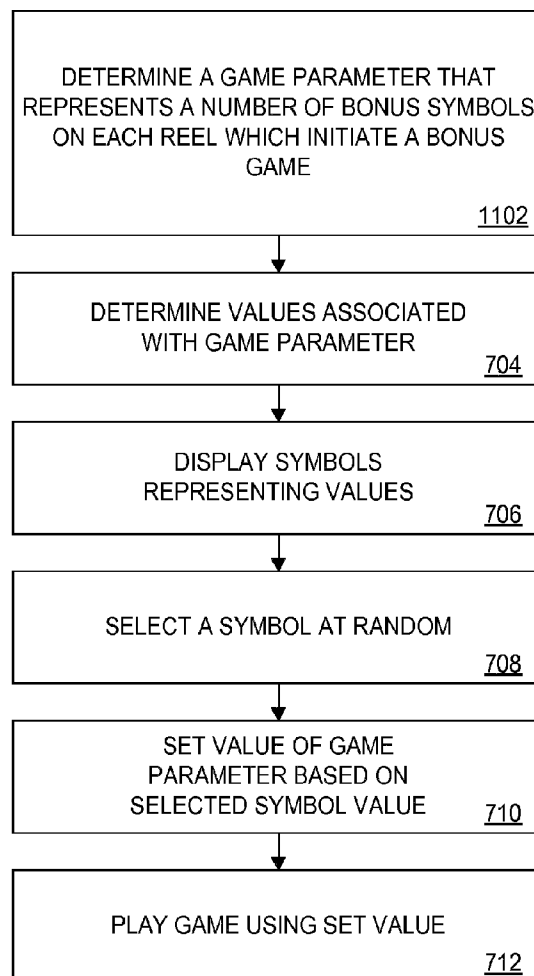 DETERMINE A GAME PARAMETER THAT
REPRESENTS A NUMBER OF BONUS SYMBOLS
ON EACH REEL WHICH INITIATE A BONUS
GAME
1102
DETERMINE VALUES ASSOCIATED
WITH GAME PARAMETER
704
DISPLAY SYMBOLS
REPRESENTING VALUES
706
SELECT A SYMBOL AT RANDOM
708
SET VALUE OF GAME
PARAMETER BASED ON
SELECTED SYMBOL VALUE
710
PLAY GAME USING SET VALUE
712